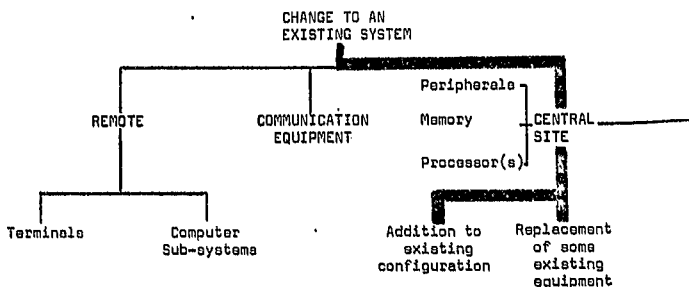 CHANGE TO AN
EXISTING SYSTEM
Peripherals
REMOTE
COMMUNICATION
EQUIPMENT
Memory
CENTRAL
SITE
Processor(s)
Terminals
Computer
Sub-systems
Addition to
existing
configuration
Replacement
of some
existing
equipment